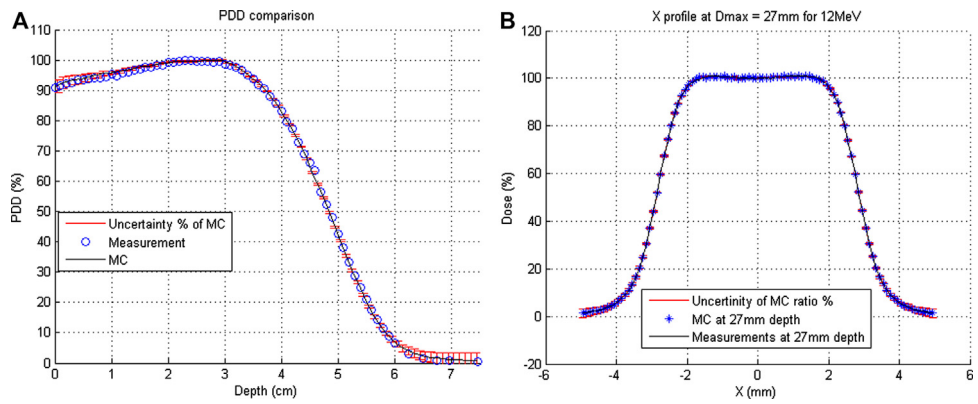 A
PDD comparison
PDD (%)
100
90
80
70
60
50
40
30
20
10
0
Uncertainty % of MC
Measurement
MC
0 1 2 3 4 5 6 7
Depth (cm)
B
X profile at Dmax = 27mm for 12MeV
Dose (%)
120
100
80
60
40
20
0
-20
Uncertinity of MC ratio %
MC at 27mm depth
Measurements at 27mm depth
-6 -4 -2 0 2 4 6
X (mm)